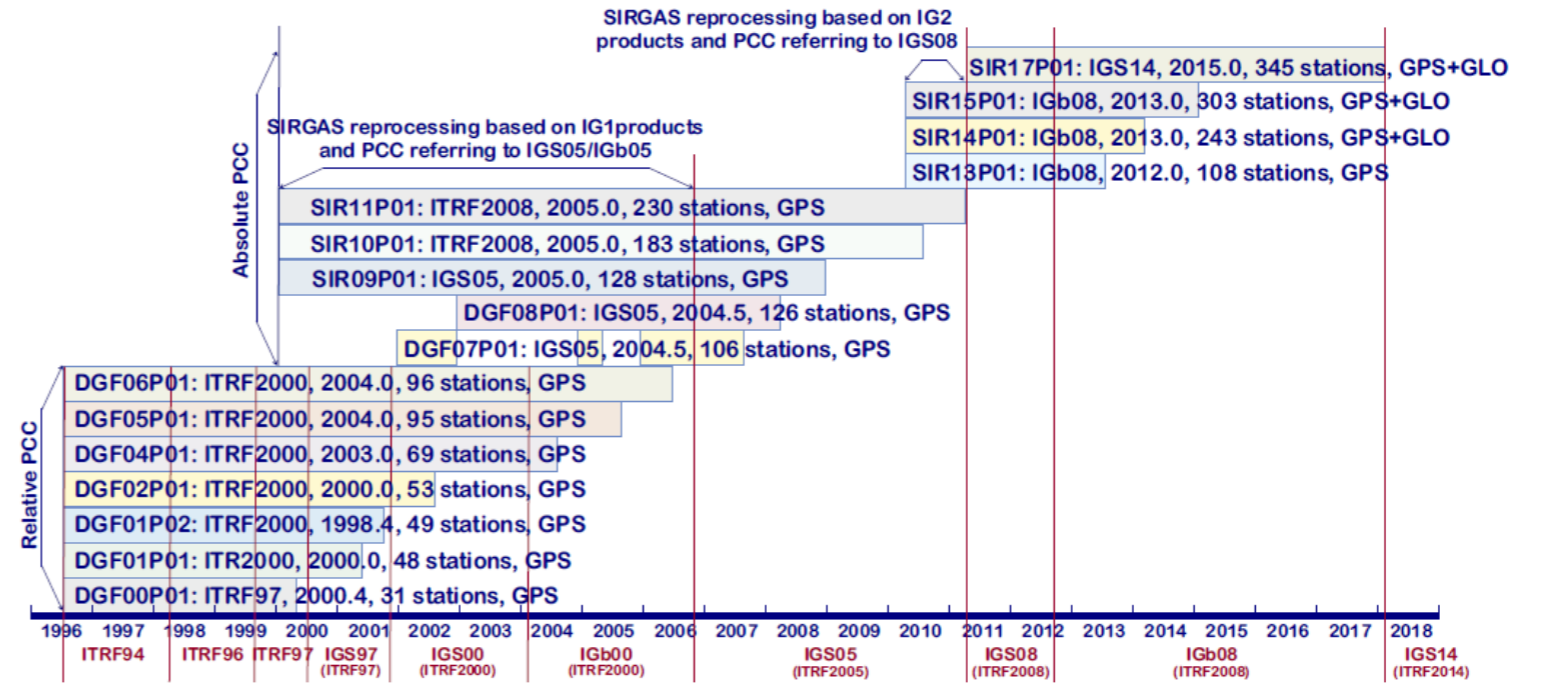 SIRGAS reprocessing based on IG2
products and PCC referring to IGS08
SIR17P01: IGS14, 2015.0, 345 stations, GPS+GLO
SIR15P01: IGb08, 2013.0, 303 stations, GPS+GLO
SIRGAS reprocessing based on IG1products
and PCC referring to IGS05/IGb05
SIR14P01: IGb08, 2013.0, 243 stations, GPS+GLO
SIR13P01: IGb08, 2012.0, 108 stations, GPS
Absolute PCC
SIR11P01: ITRF2008, 2005.0, 230 stations, GPS
SIR10P01: ITRF2008, 2005.0, 183 stations, GPS
SIR09P01: IGS05, 2005.0, 128 stations, GPS
DGF08P01: IGS05, 2004.5, 126 stations, GPS
DGF07P01: IGS05, 2004.5, 106 stations, GPS
Relative PCC
DGF06P01: ITRF2000, 2004.0, 96 stations, GPS
DGF05P01: ITRF2000, 2004.0, 95 stations, GPS
DGF04P01: ITRF2000, 2003.0, 69 stations, GPS
DGF02P01: ITRF2000, 2000.0, 53 stations, GPS
DGF01P02: ITRF2000, 1998.4, 49 stations, GPS
DGF01P01: ITR2000, 2000.0, 48 stations, GPS
DGF00P01: ITRF97, 2000.4, 31 stations, GPS
1996 1997 1998 1999 2000 2001 2002 2003 2004 2005 2006 2007 2008 2009 2010 2011 2012 2013 2014 2015 2016 2017 2018
ITRF94 ITRF96 ITRF97 IGS97 IGS00 IGb00 IGS05 IGS08 IGb08 IGS14
(ITRF97) (ITRF2000) (ITRF2000) (ITRF2005) (ITRF2008) (ITRF2008) (ITRF2014)